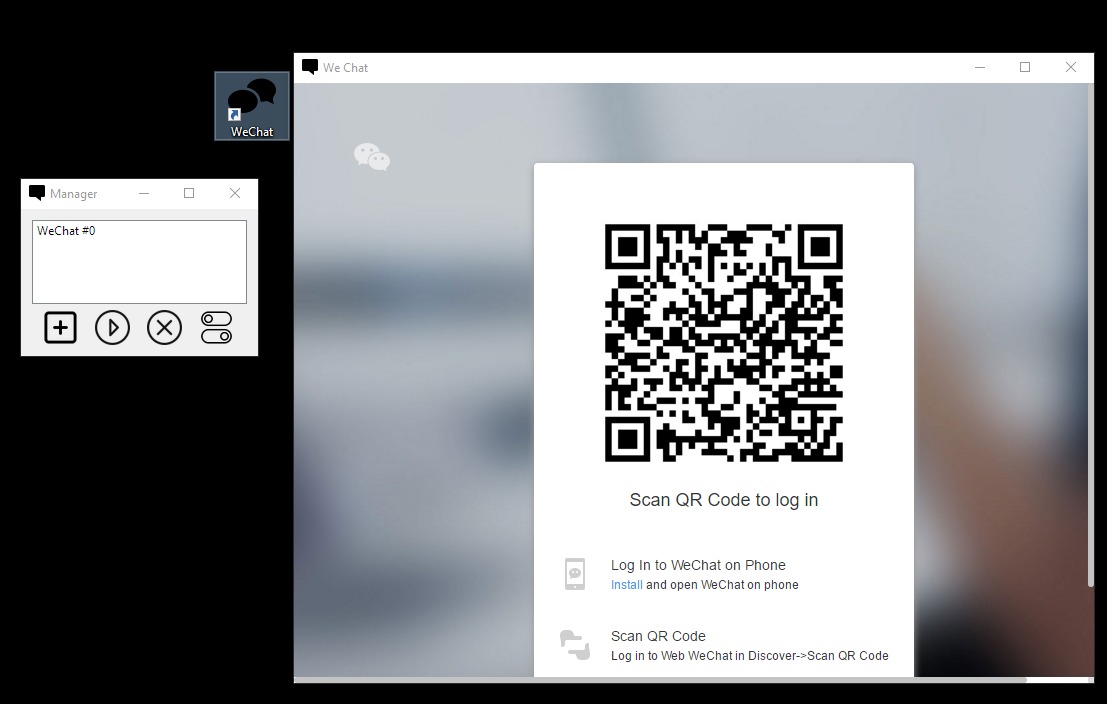 We Chat
WeChat
Manager
WeChat #0
Scan QR Code to log in
Log In to WeChat on Phone
Install and open WeChat on phone
Scan QR Code
Log in to Web WeChat in Discover->Scan QR Code